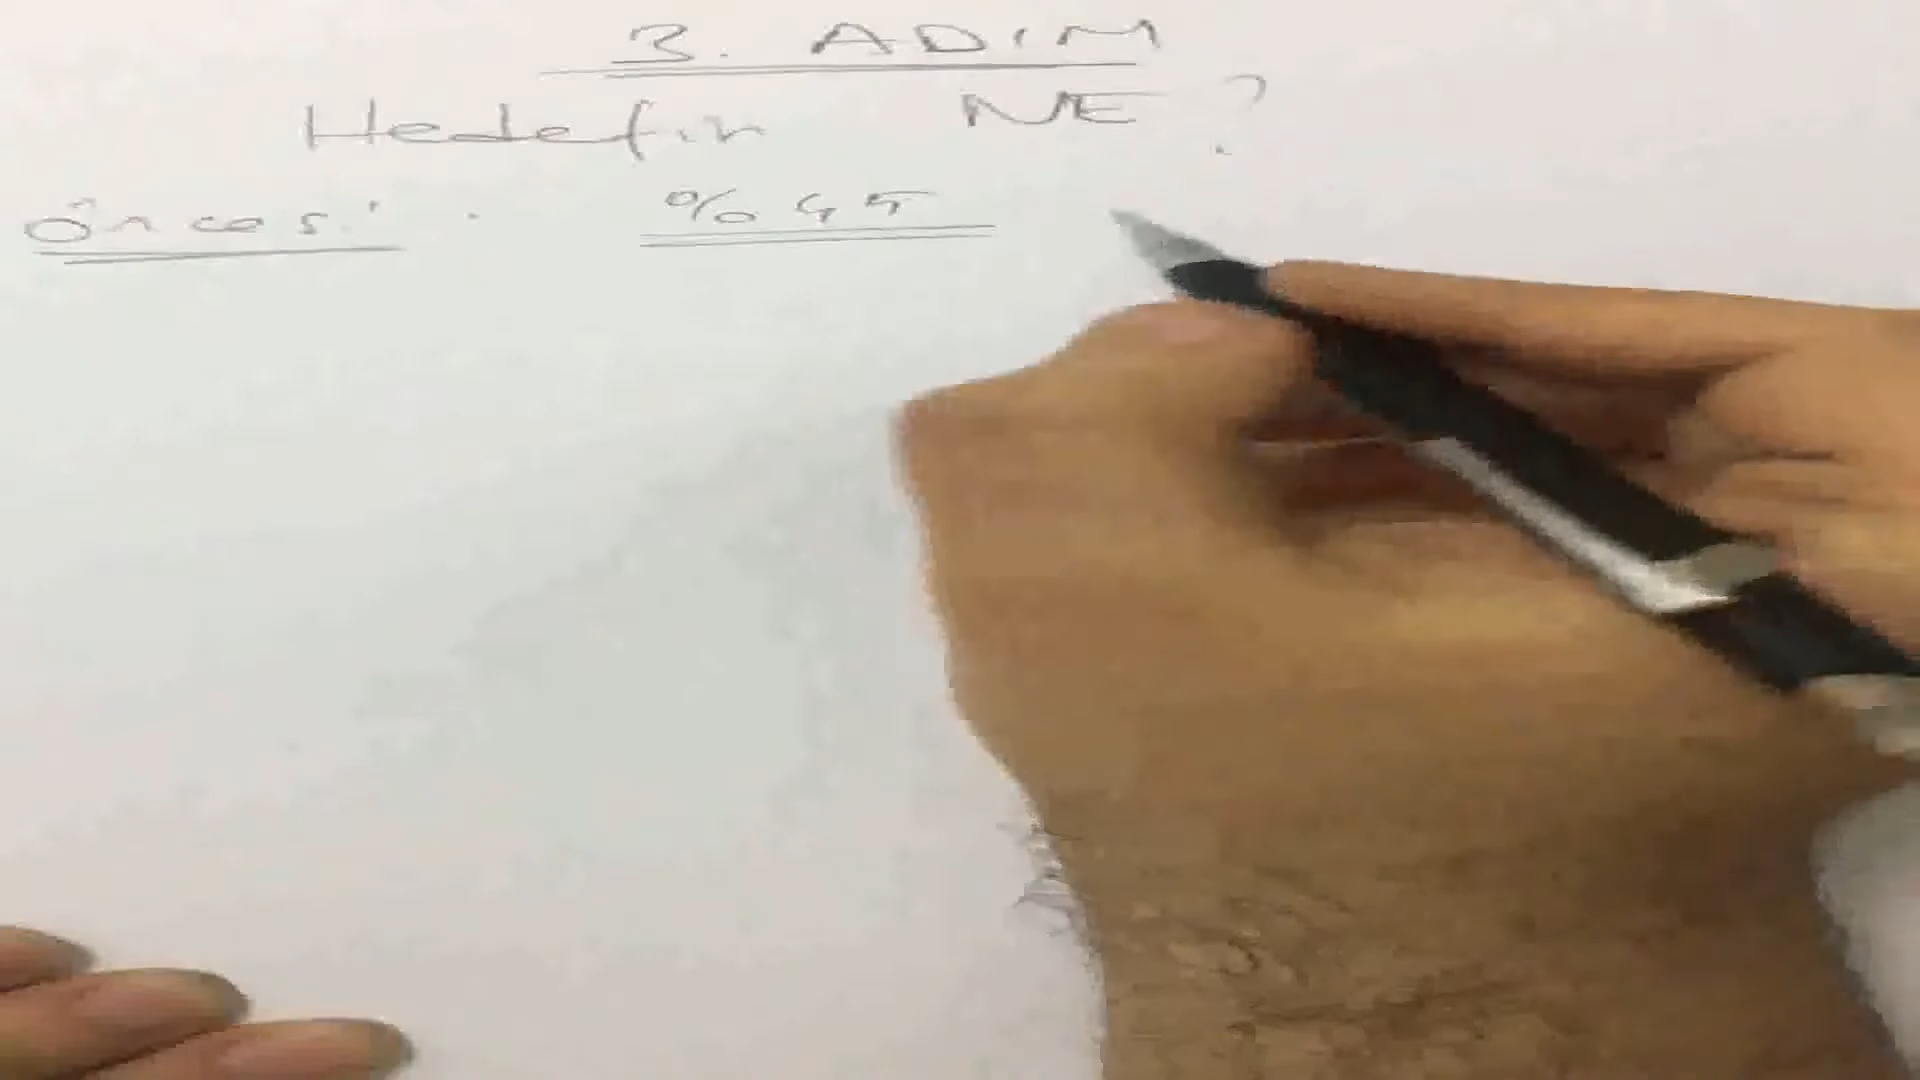 3. ADIM
Hedefin NE ?
Öncesi . %45